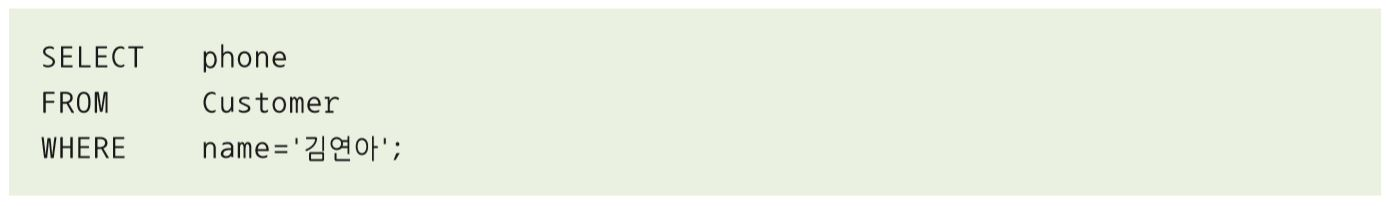 SELECT phone
FROM Customer
WHERE name='김연아';